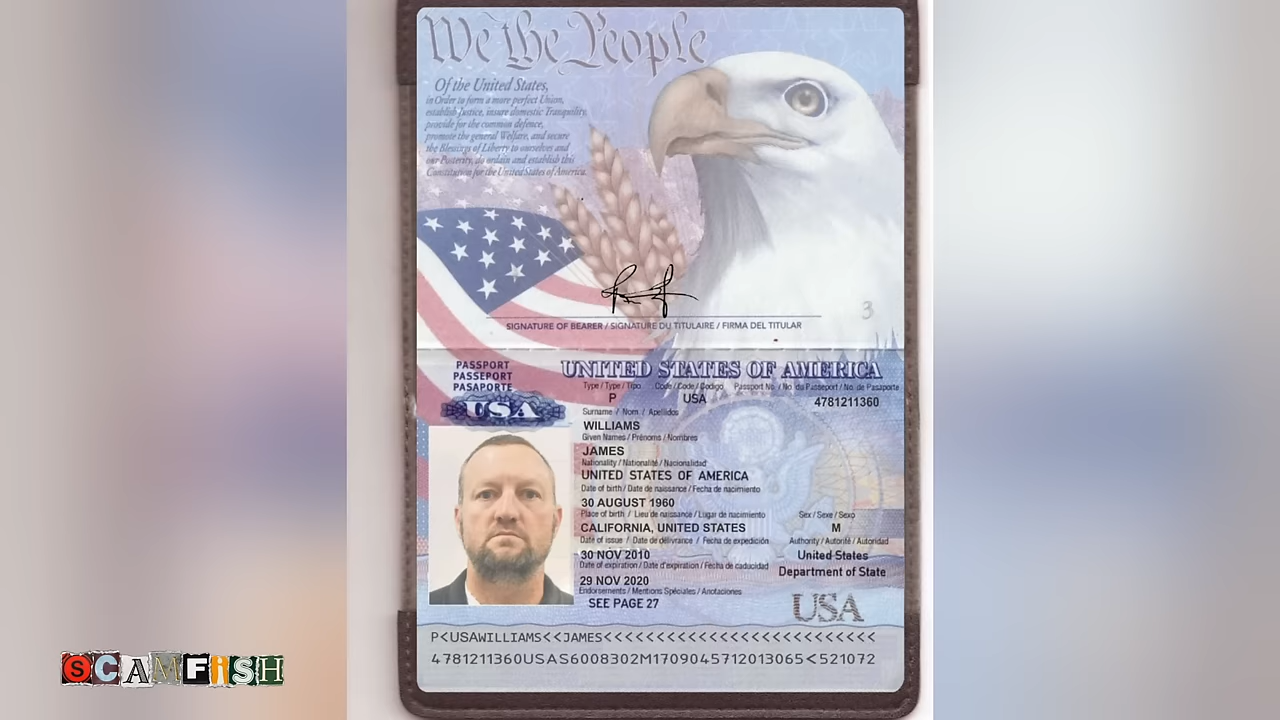 We the People
Of the United States,
in Order to form a more perfect Union,
establish Justice, insure domestic Tranquility,
provide for the common defence,
promote the general Welfare, and secure
the Blessings of Liberty to ourselves and
our Posterity, do ordain and establish this
Constitution for the United States of America.
3
SIGNATURE OF BEARER / SIGNATURE DU TITULAIRE / FIRMA DEL TITULAR
PASSPORT
PASSEPORT
PASAPORTE
USA
UNITED STATES OF AMERICA
Type / Type / Tipo Code / Code / Codigo Passport No. / No. du Passeport / No. de Pasaporte
P USA 4781211360
Surname / Nom / Apellidos
WILLIAMS
Given Names / Prénoms / Nombres
JAMES
Nationality / Nationalité / Nacionalidad
UNITED STATES OF AMERICA
Date of birth / Date de naissance / Fecha de nacimiento
30 AUGUST 1960
Place of birth / Lieu de naissance / Lugar de nacimiento Sex / Sexe / Sexo
CALIFORNIA, UNITED STATES M
Date of issue / Date de délivrance / Fecha de expedición Authority / Autorité / Autoridad
30 NOV 2010 United States
Date of expiration / Date d'expiration / Fecha de caducidad Department of State
29 NOV 2020
Endorsements / Mentions Spéciales / Anotaciones
SEE PAGE 27
USA
P<USAWILLIAMS<<JAMES<<<<<<<<<<<<<<<<<<<<<<<<
4781211360USAS6008302M1709045712013965<521072
SCAMFISH